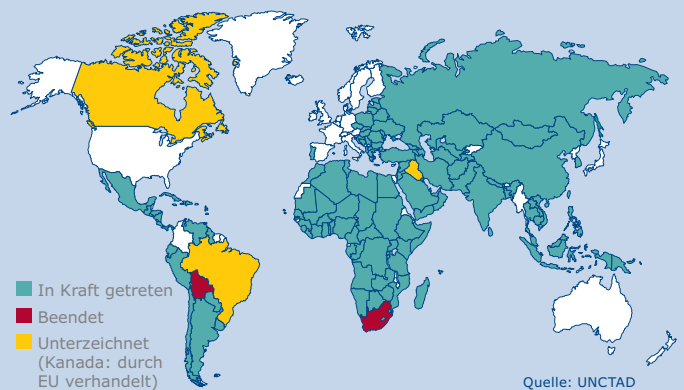 In Kraft getreten
Beendet
Unterzeichnet
(Kanada: durch
EU verhandelt)
Quelle: UNCTAD